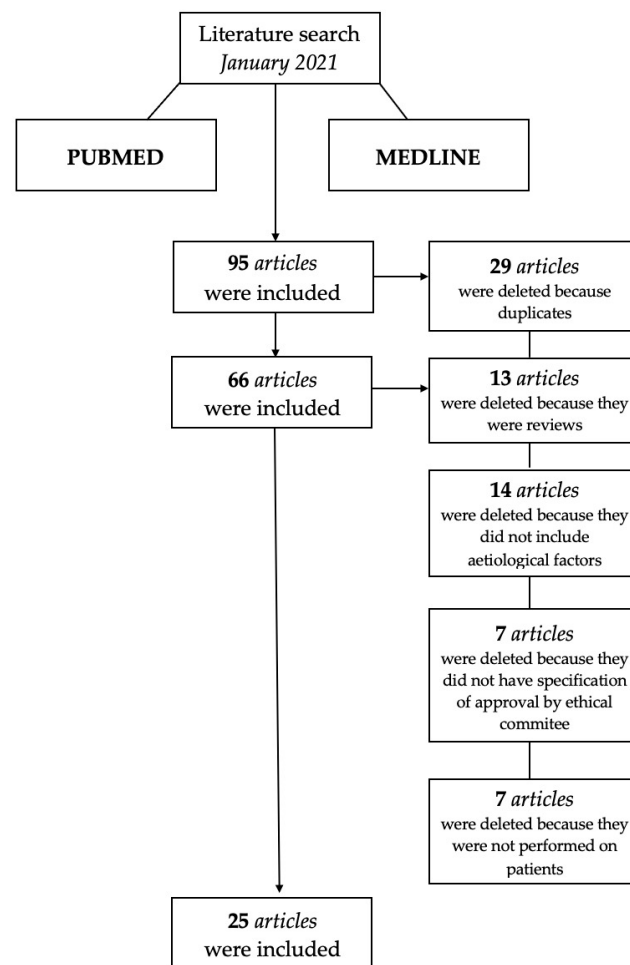 Literature search
January 2021
PUBMED
MEDLINE
95 articles
were included
29 articles
were deleted because
duplicates
66 articles
were included
13 articles
were deleted because they
were reviews
14 articles
were deleted because they
did not include
aetiological factors
7 articles
were deleted because they
did not have specification
of approval by ethical
commitee
7 articles
were deleted because they
were not performed on
patients
25 articles
were included